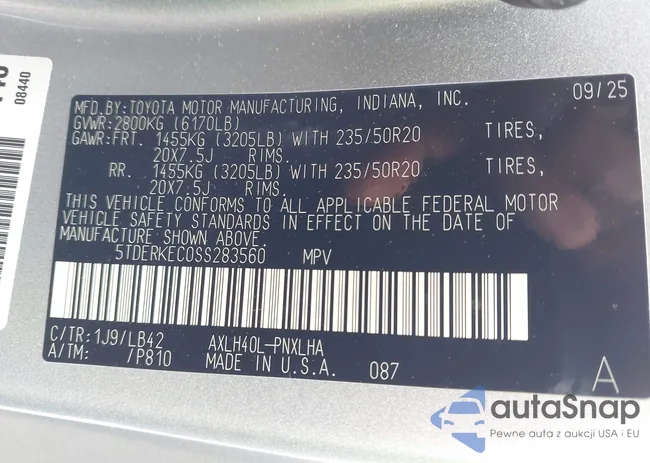 08440
MFD.BY:TOYOTA MOTOR MANUFACTURING, INDIANA, INC. 09/25
GVWR:2800KG (6170LB)
GAWR:FRT. 1455KG (3205LB) WITH 235/50R20 TIRES,
20X7.5J RIMS.
RR. 1455KG (3205LB) WITH 235/50R20 TIRES,
20X7.5J RIMS.
THIS VEHICLE CONFORMS TO ALL APPLICABLE FEDERAL MOTOR
VEHICLE SAFETY STANDARDS IN EFFECT ON THE DATE OF
MANUFACTURE SHOWN ABOVE.
5TDERKEC0SS283560 MPV
C/TR:1J9/LB42 AXLH40L-PNXLHA
A/TM: /P810 MADE IN U.S.A. 087 A
autaSnap
Pewne auta z aukcji USA i EU